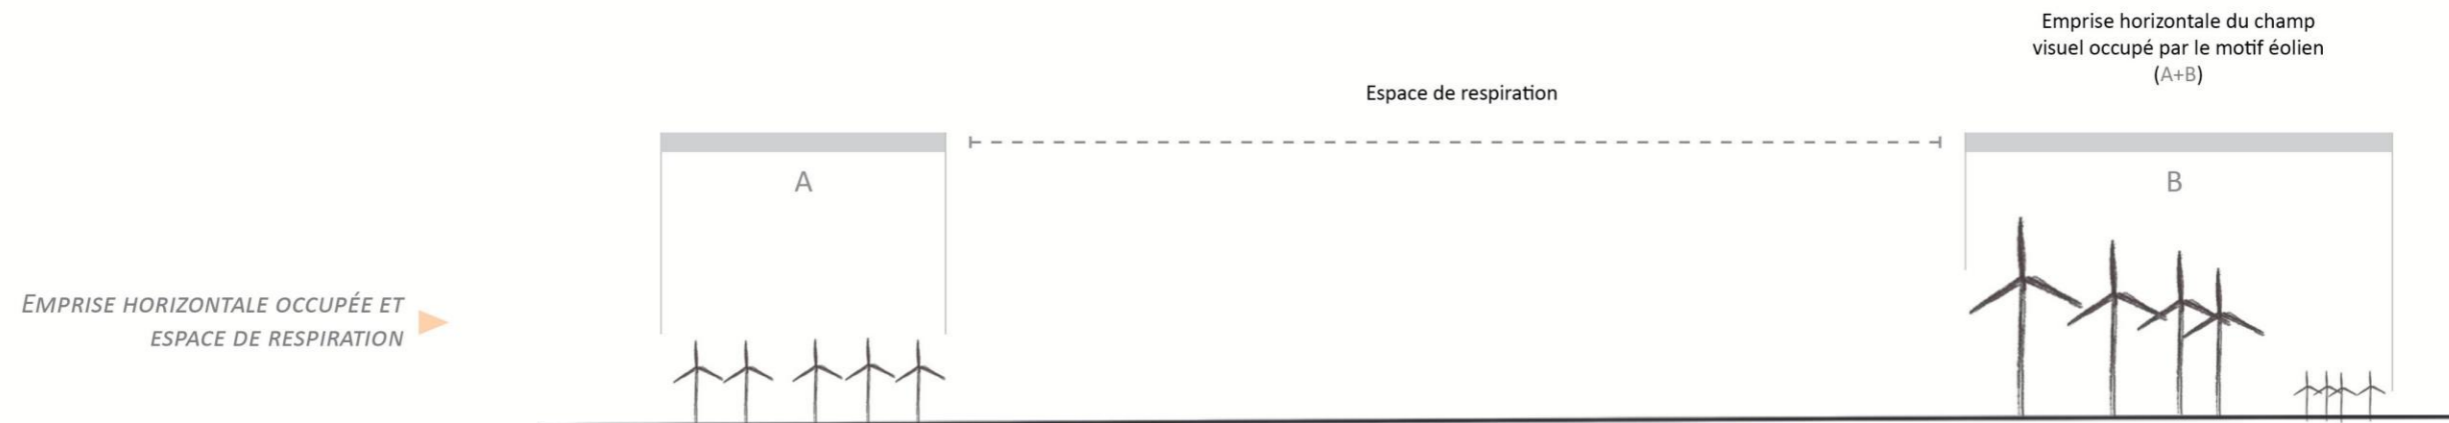 Emprise horizontale du champ
visuel occupé par le motif éolien
(A+B)
Espace de respiration
A
B
EMPRISE HORIZONTALE OCCUPÉE ET
ESPACE DE RESPIRATION